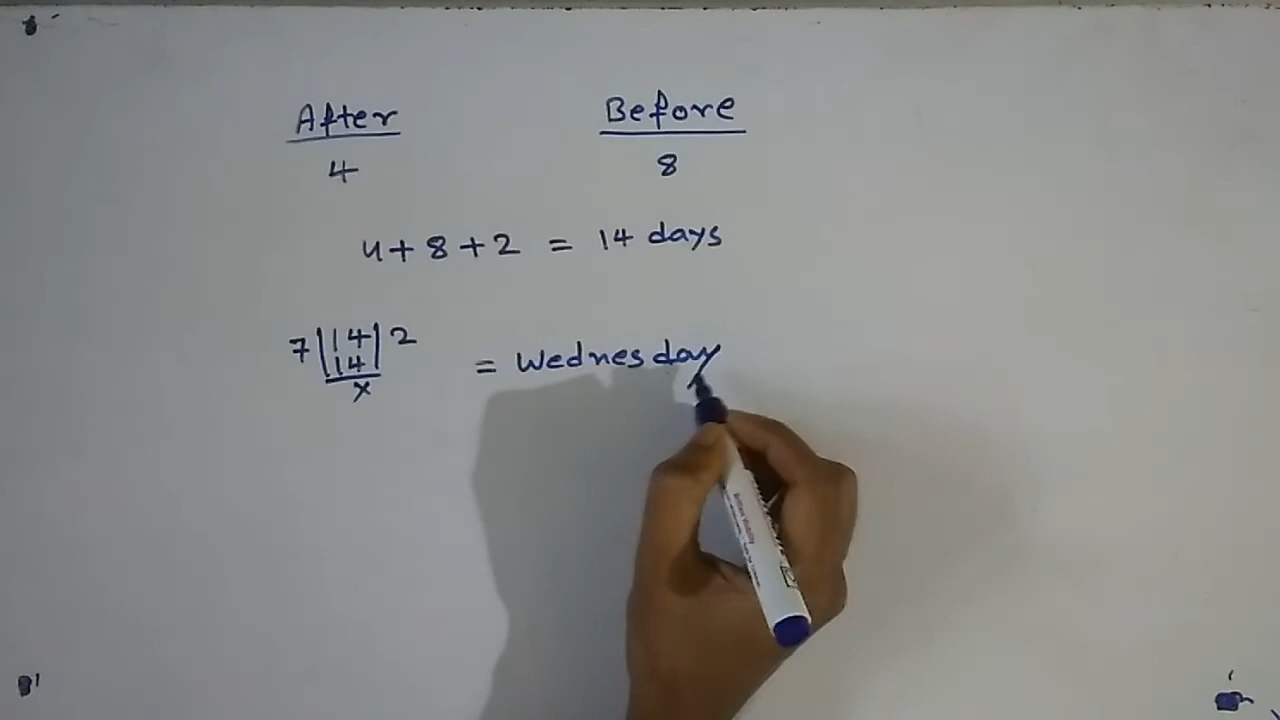 After Before
4 8
4+8+2 = 14 days
7|14|2 = Wednesday
14
x